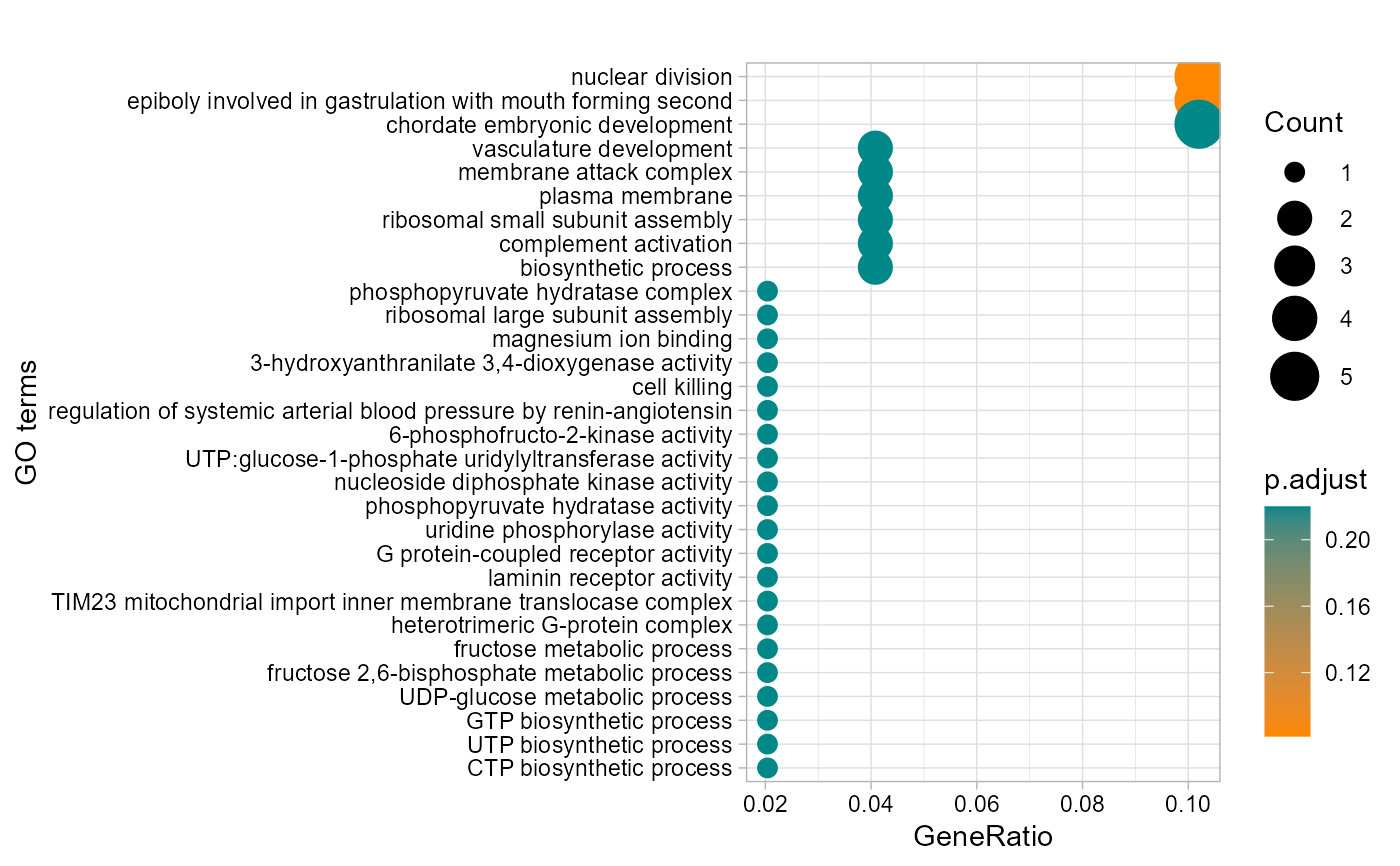 nuclear division
epiboly involved in gastrulation with mouth forming second
chordate embryonic development
vasculature development
membrane attack complex
plasma membrane
ribosomal small subunit assembly
complement activation
biosynthetic process
phosphopyruvate hydratase complex
ribosomal large subunit assembly
magnesium ion binding
3-hydroxyanthranilate 3,4-dioxygenase activity
cell killing
regulation of systemic arterial blood pressure by renin-angiotensin
6-phosphofructo-2-kinase activity
UTP:glucose-1-phosphate uridylyltransferase activity
nucleoside diphosphate kinase activity
phosphopyruvate hydratase activity
uridine phosphorylase activity
G protein-coupled receptor activity
laminin receptor activity
TIM23 mitochondrial import inner membrane translocase complex
heterotrimeric G-protein complex
fructose metabolic process
fructose 2,6-bisphosphate metabolic process
UDP-glucose metabolic process
GTP biosynthetic process
UTP biosynthetic process
CTP biosynthetic process
GO terms
0.02 0.04 0.06 0.08 0.10
GeneRatio
Count
1
2
3
4
5
p.adjust
0.20
0.16
0.12